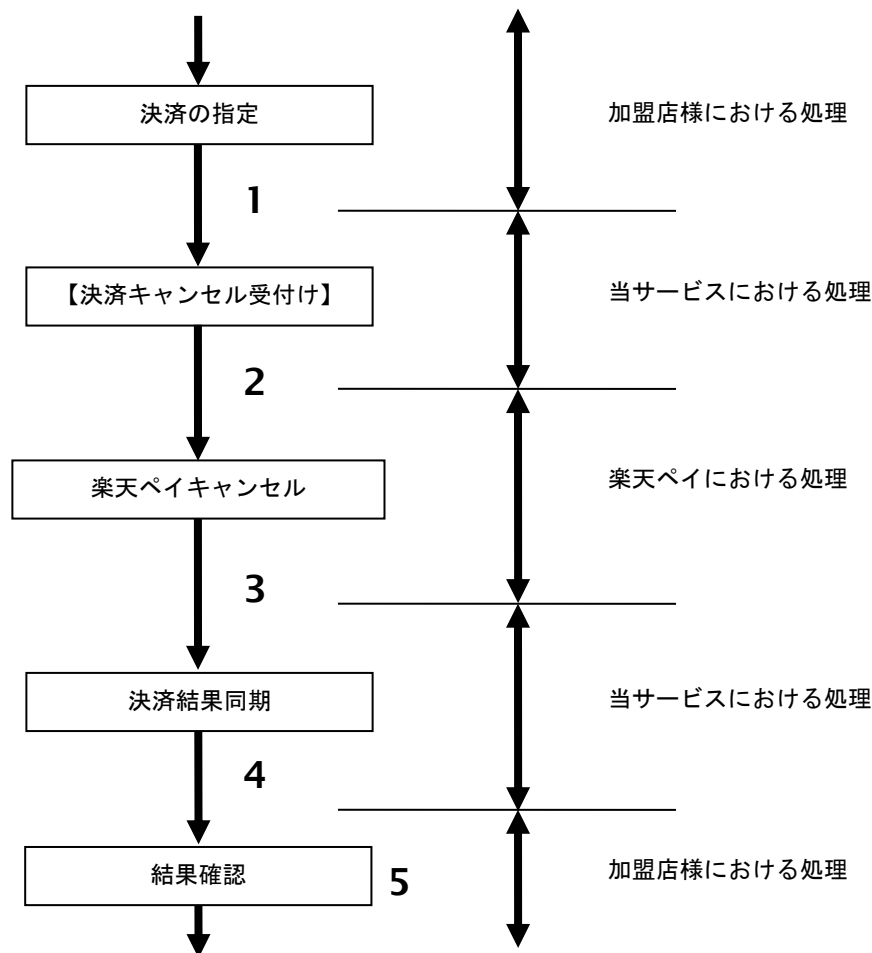 決済の指定
加盟店様における処理
1
【決済キャンセル受付け】
当サービスにおける処理
2
楽天ペイキャンセル
楽天ペイにおける処理
3
決済結果同期
当サービスにおける処理
4
結果確認
5
加盟店様における処理